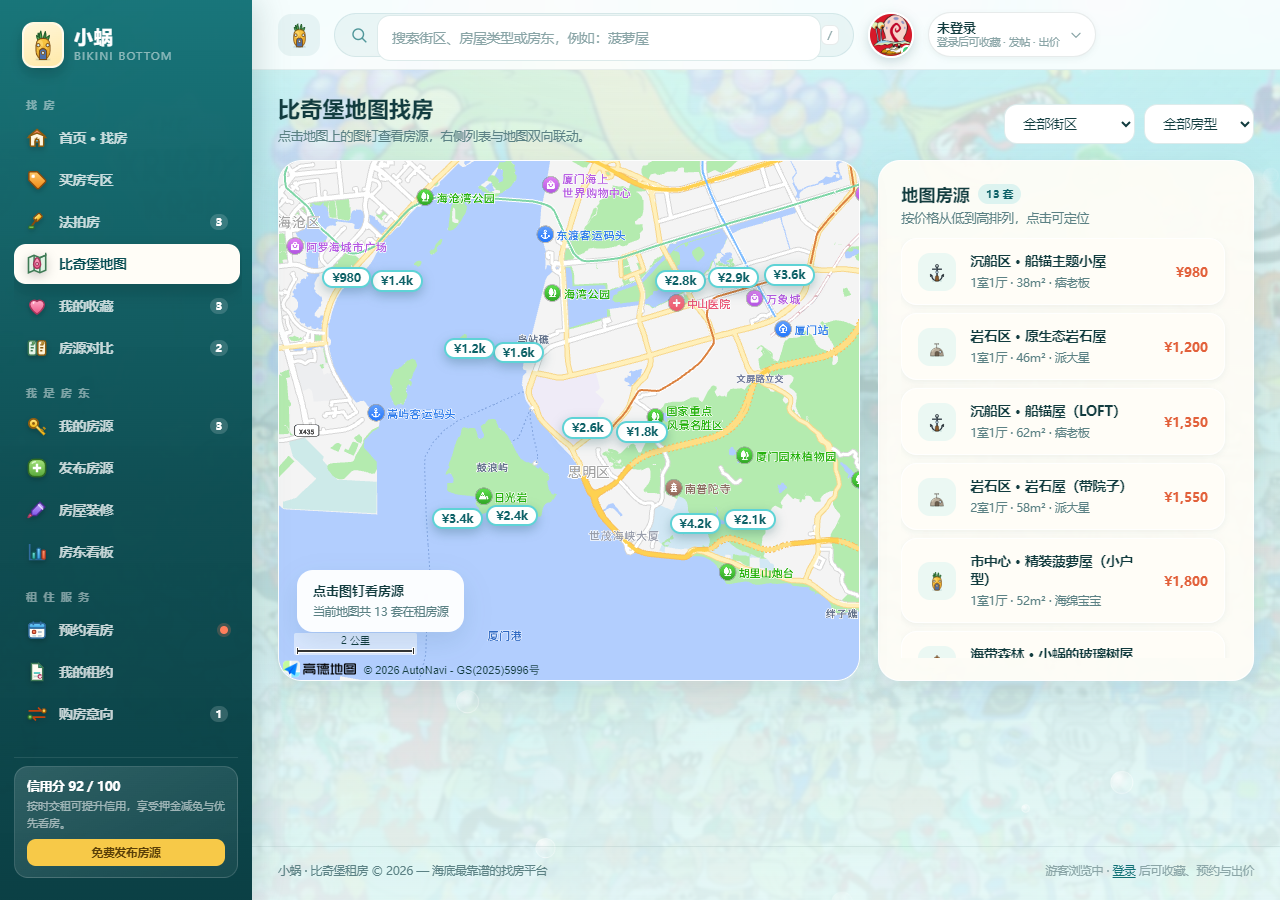 小蜗
BIKINI BOTTOM
找房
首页 • 找房
买房专区
法拍房
3
比奇堡地图
我的收藏
3
房源对比
2
我是房东
我的房源
3
发布房源
房屋装修
房东看板
租住服务
预约看房
我的租约
购房意向
1
信用分 92 / 100
按时交租可提升信用，享受押金减免与优
先看房。
免费发布房源
搜索街区、房屋类型或房东，例如：菠萝屋
/
未登录
登录后可收藏 · 发帖 · 出价
比奇堡地图找房
点击地图上的图钉查看房源，右侧列表与地图双向联动。
全部街区
全部房型
厦门海上
世界购物中心
海沧湾公园
海沧区
东渡客运码头
阿罗海城市广场
¥980
¥1.4k
¥2.8k
¥2.9k
¥3.6k
海湾公园
中山医院
万象城
厦门站
¥1.2k
¥1.6k
文屏路立交
嵩屿客运码头
国家重点
风景名胜区
X435
¥2.6k
¥1.8k
厦门园林植物园
鼓浪屿
思明区
南普陀寺
日光岩
¥3.4k
¥2.4k
¥4.2k
¥2.1k
世茂海峡大厦
胡里山炮台
点击图钉看房源
当前地图共 13 套在租房源
厦门港
2 公里
高德地图
© 2026 AutoNavi - GS(2025)5996号
地图房源
13 套
按价格从低到高排列，点击可定位
沉船区 • 船锚主题小屋
1室1厅 · 38m² · 痞老板
¥980
岩石区 • 原生态岩石屋
1室1厅 · 46m² · 派大星
¥1,200
沉船区 • 船锚屋（LOFT）
1室1厅 · 62m² · 痞老板
¥1,350
岩石区 • 岩石屋（带院子）
2室1厅 · 58m² · 派大星
¥1,550
市中心 • 精装菠萝屋（小户
型）
1室1厅 · 52m² · 海绵宝宝
¥1,800
海带森林 • 小蜗的玻璃树屋
小蜗 · 比奇堡租房 © 2026 — 海底最靠谱的找房平台
游客浏览中 · 登录 后可收藏、预约与出价